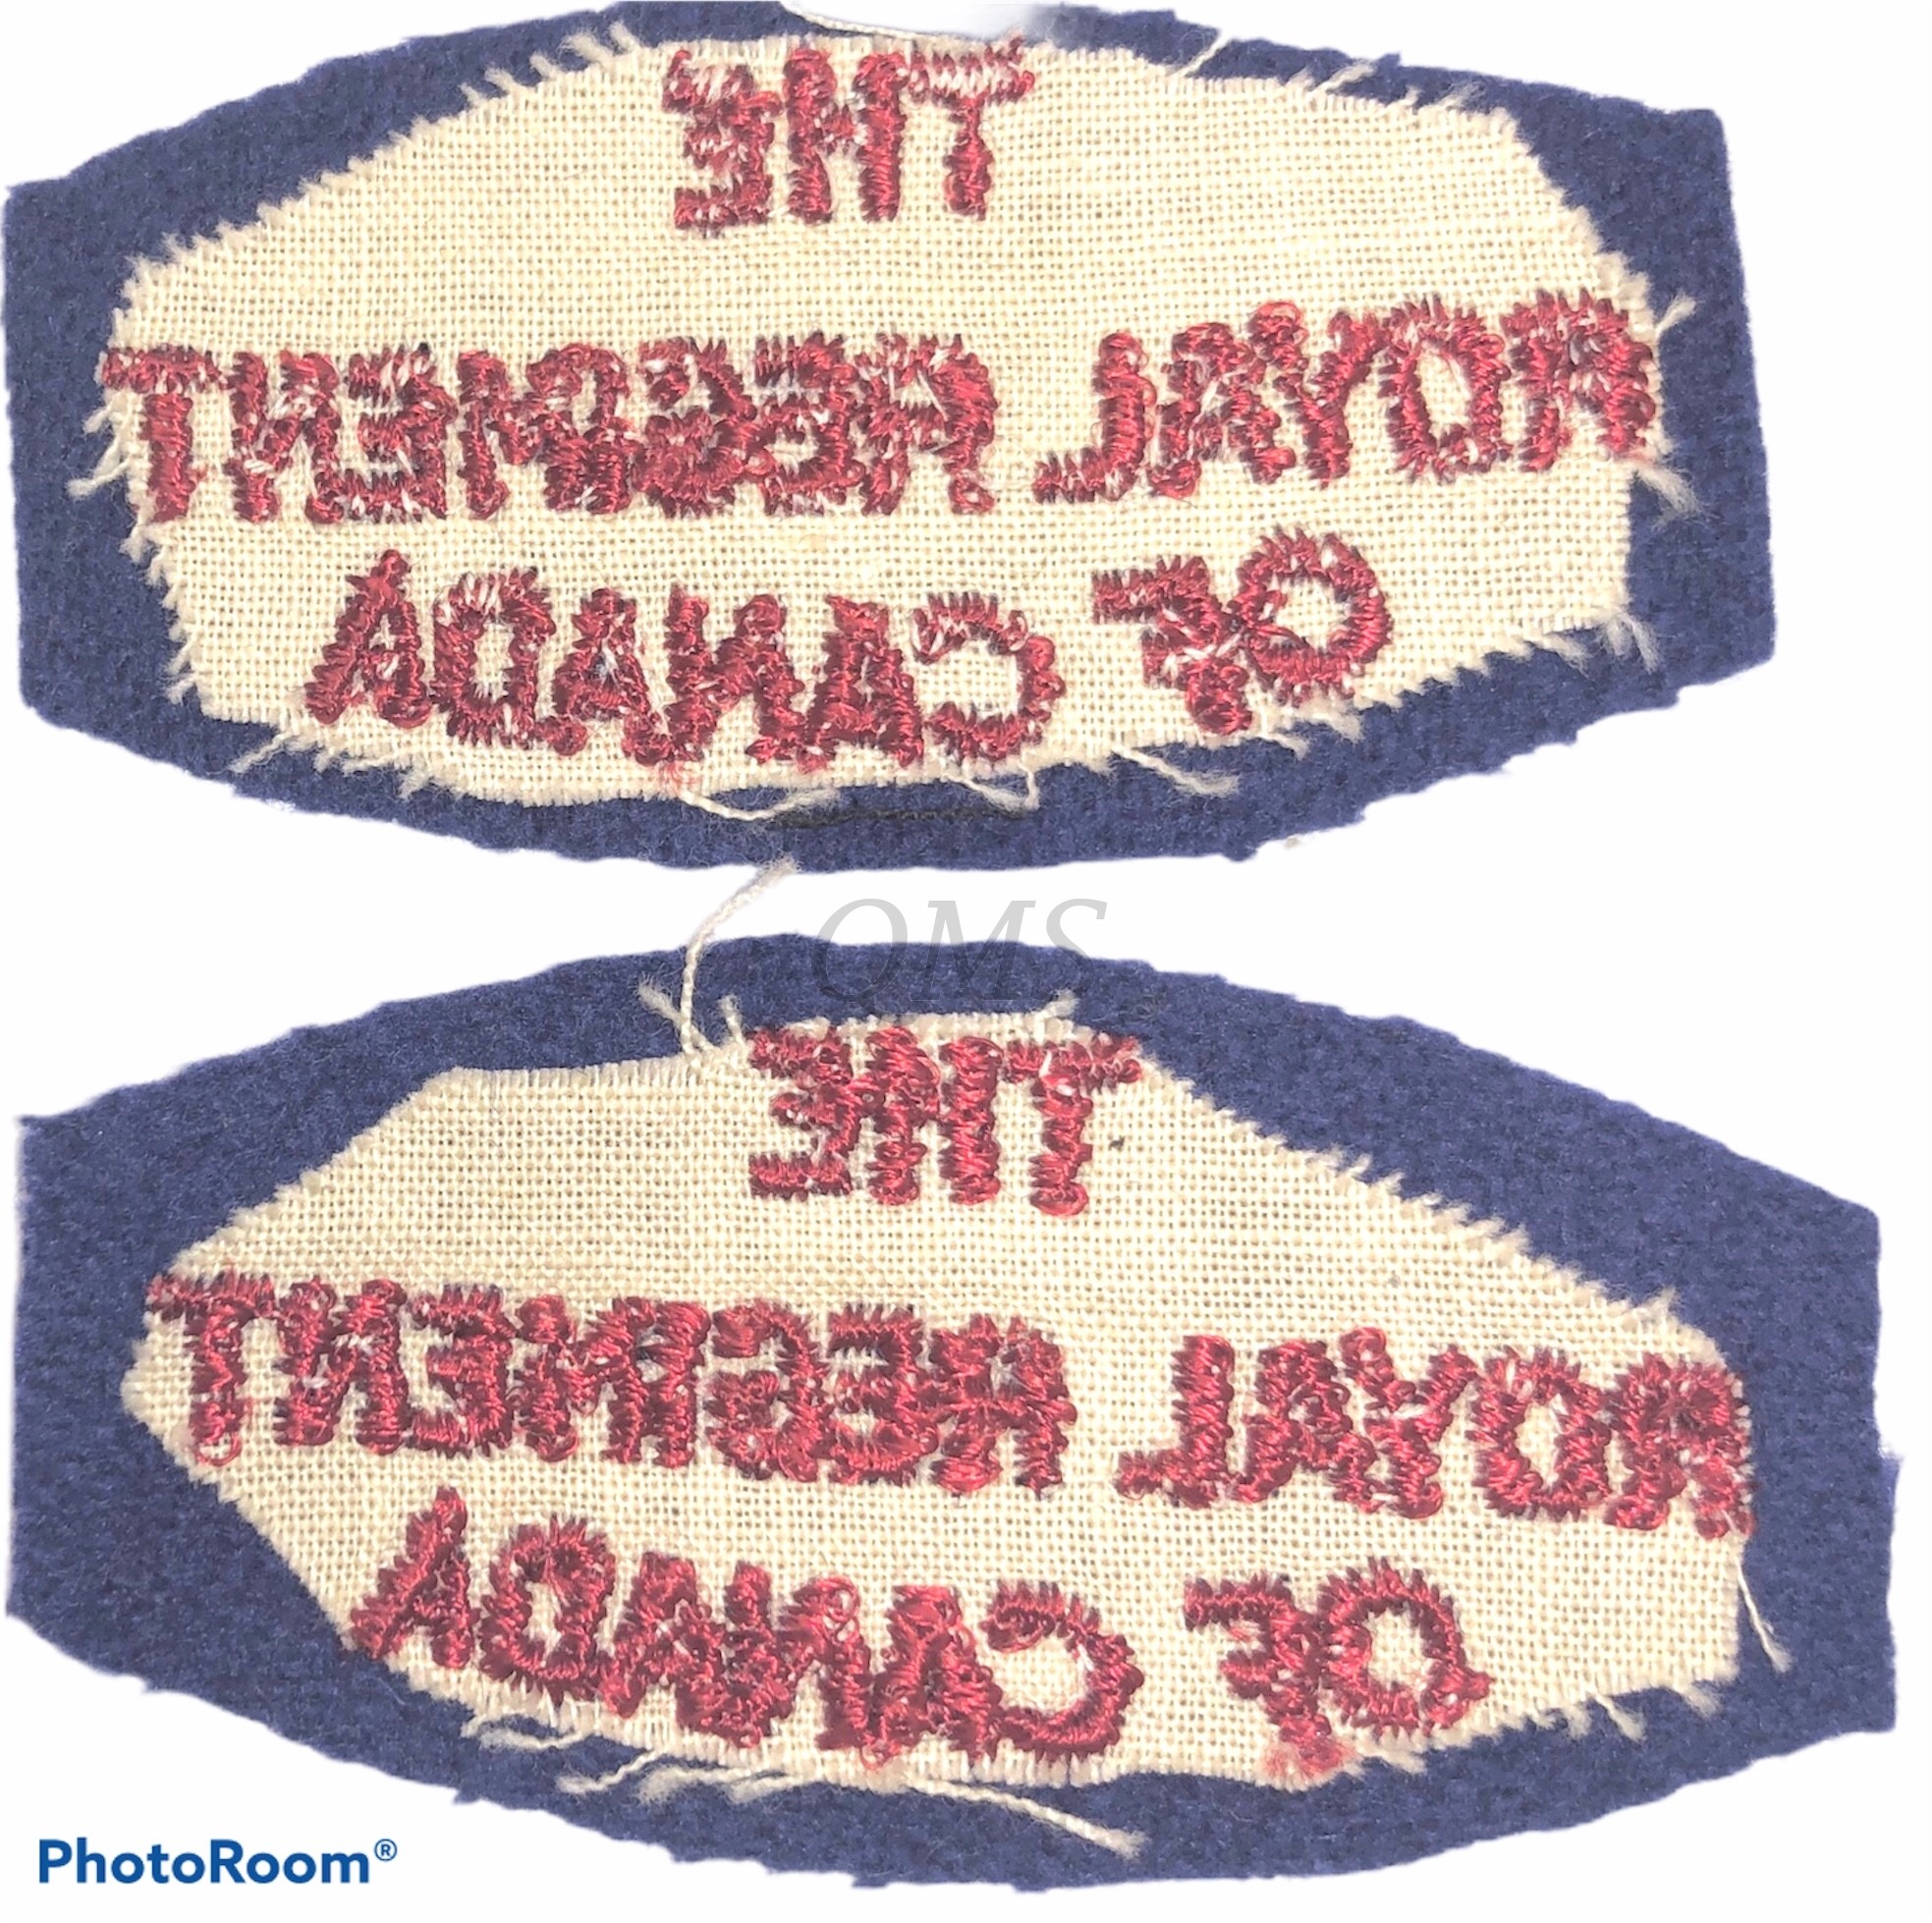 THE
ROYAL REGIMENT
OF CANADA
QMS
THE
ROYAL REGIMENT
OF CANADA
PhotoRoom®